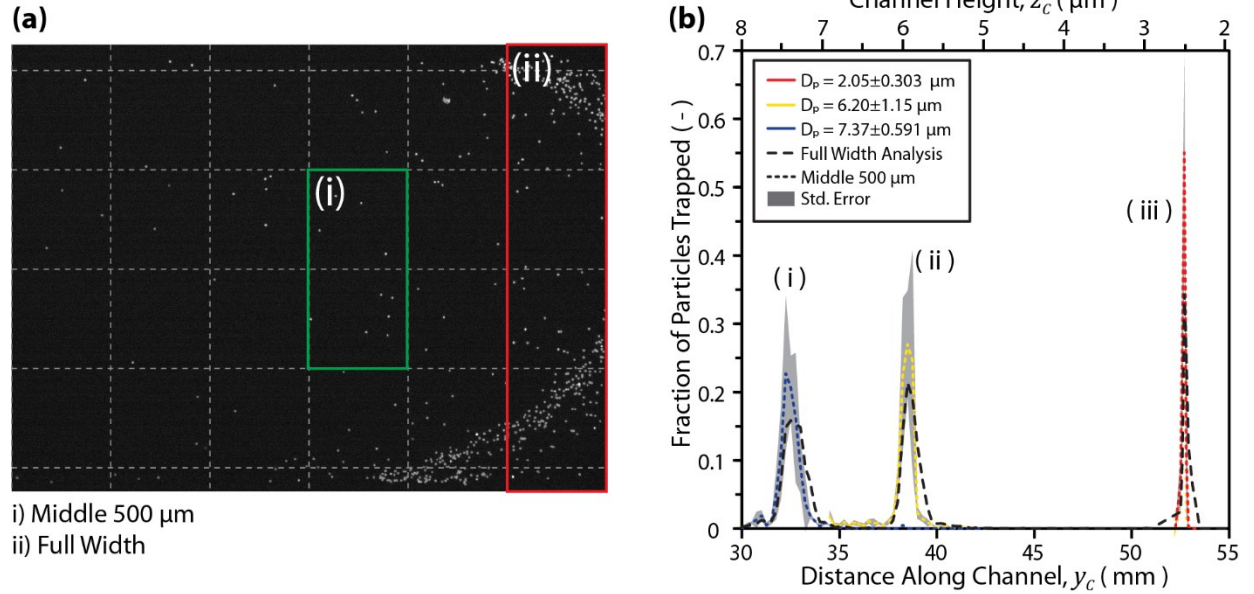 (a)
(ii)
(i)
i) Middle 500 µm
ii) Full Width
(b)
Channel Height, z_c ( µm )
8 7 6 5 4 3 2
0.7
0.6
0.5
0.4
0.3
0.2
0.1
0
Fraction of Particles Trapped ( - )
Dₚ = 2.05±0.303 µm
Dₚ = 6.20±1.15 µm
Dₚ = 7.37±0.591 µm
Full Width Analysis
Middle 500 µm
Std. Error
( i )
( ii )
( iii )
30 35 40 45 50 55
Distance Along Channel, y_c ( mm )